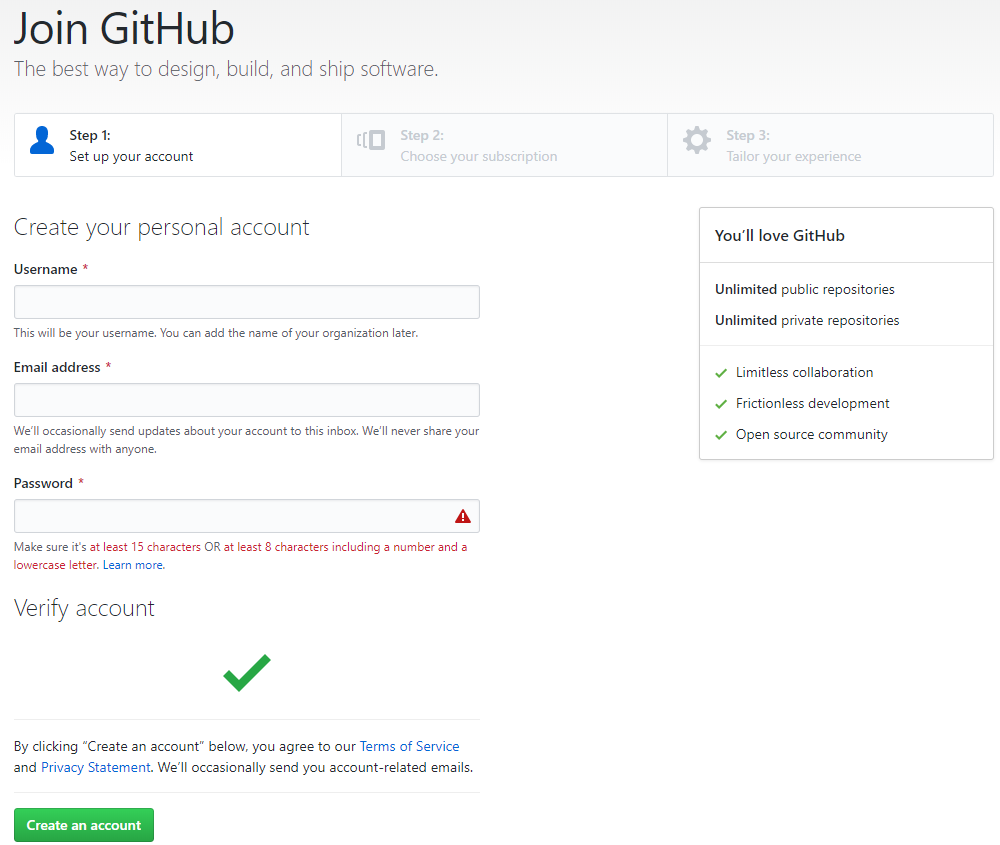 Join GitHub
The best way to design, build, and ship software.
Step 1:
Set up your account
Step 2:
Choose your subscription
Step 3:
Tailor your experience
Create your personal account
Username *
This will be your username. You can add the name of your organization later.
Email address *
We’ll occasionally send updates about your account to this inbox. We’ll never share your
email address with anyone.
Password *
Make sure it's at least 15 characters OR at least 8 characters including a number and a
lowercase letter. Learn more.
Verify account
By clicking “Create an account” below, you agree to our Terms of Service
and Privacy Statement. We’ll occasionally send you account-related emails.
Create an account
You’ll love GitHub
Unlimited public repositories
Unlimited private repositories
Limitless collaboration
Frictionless development
Open source community